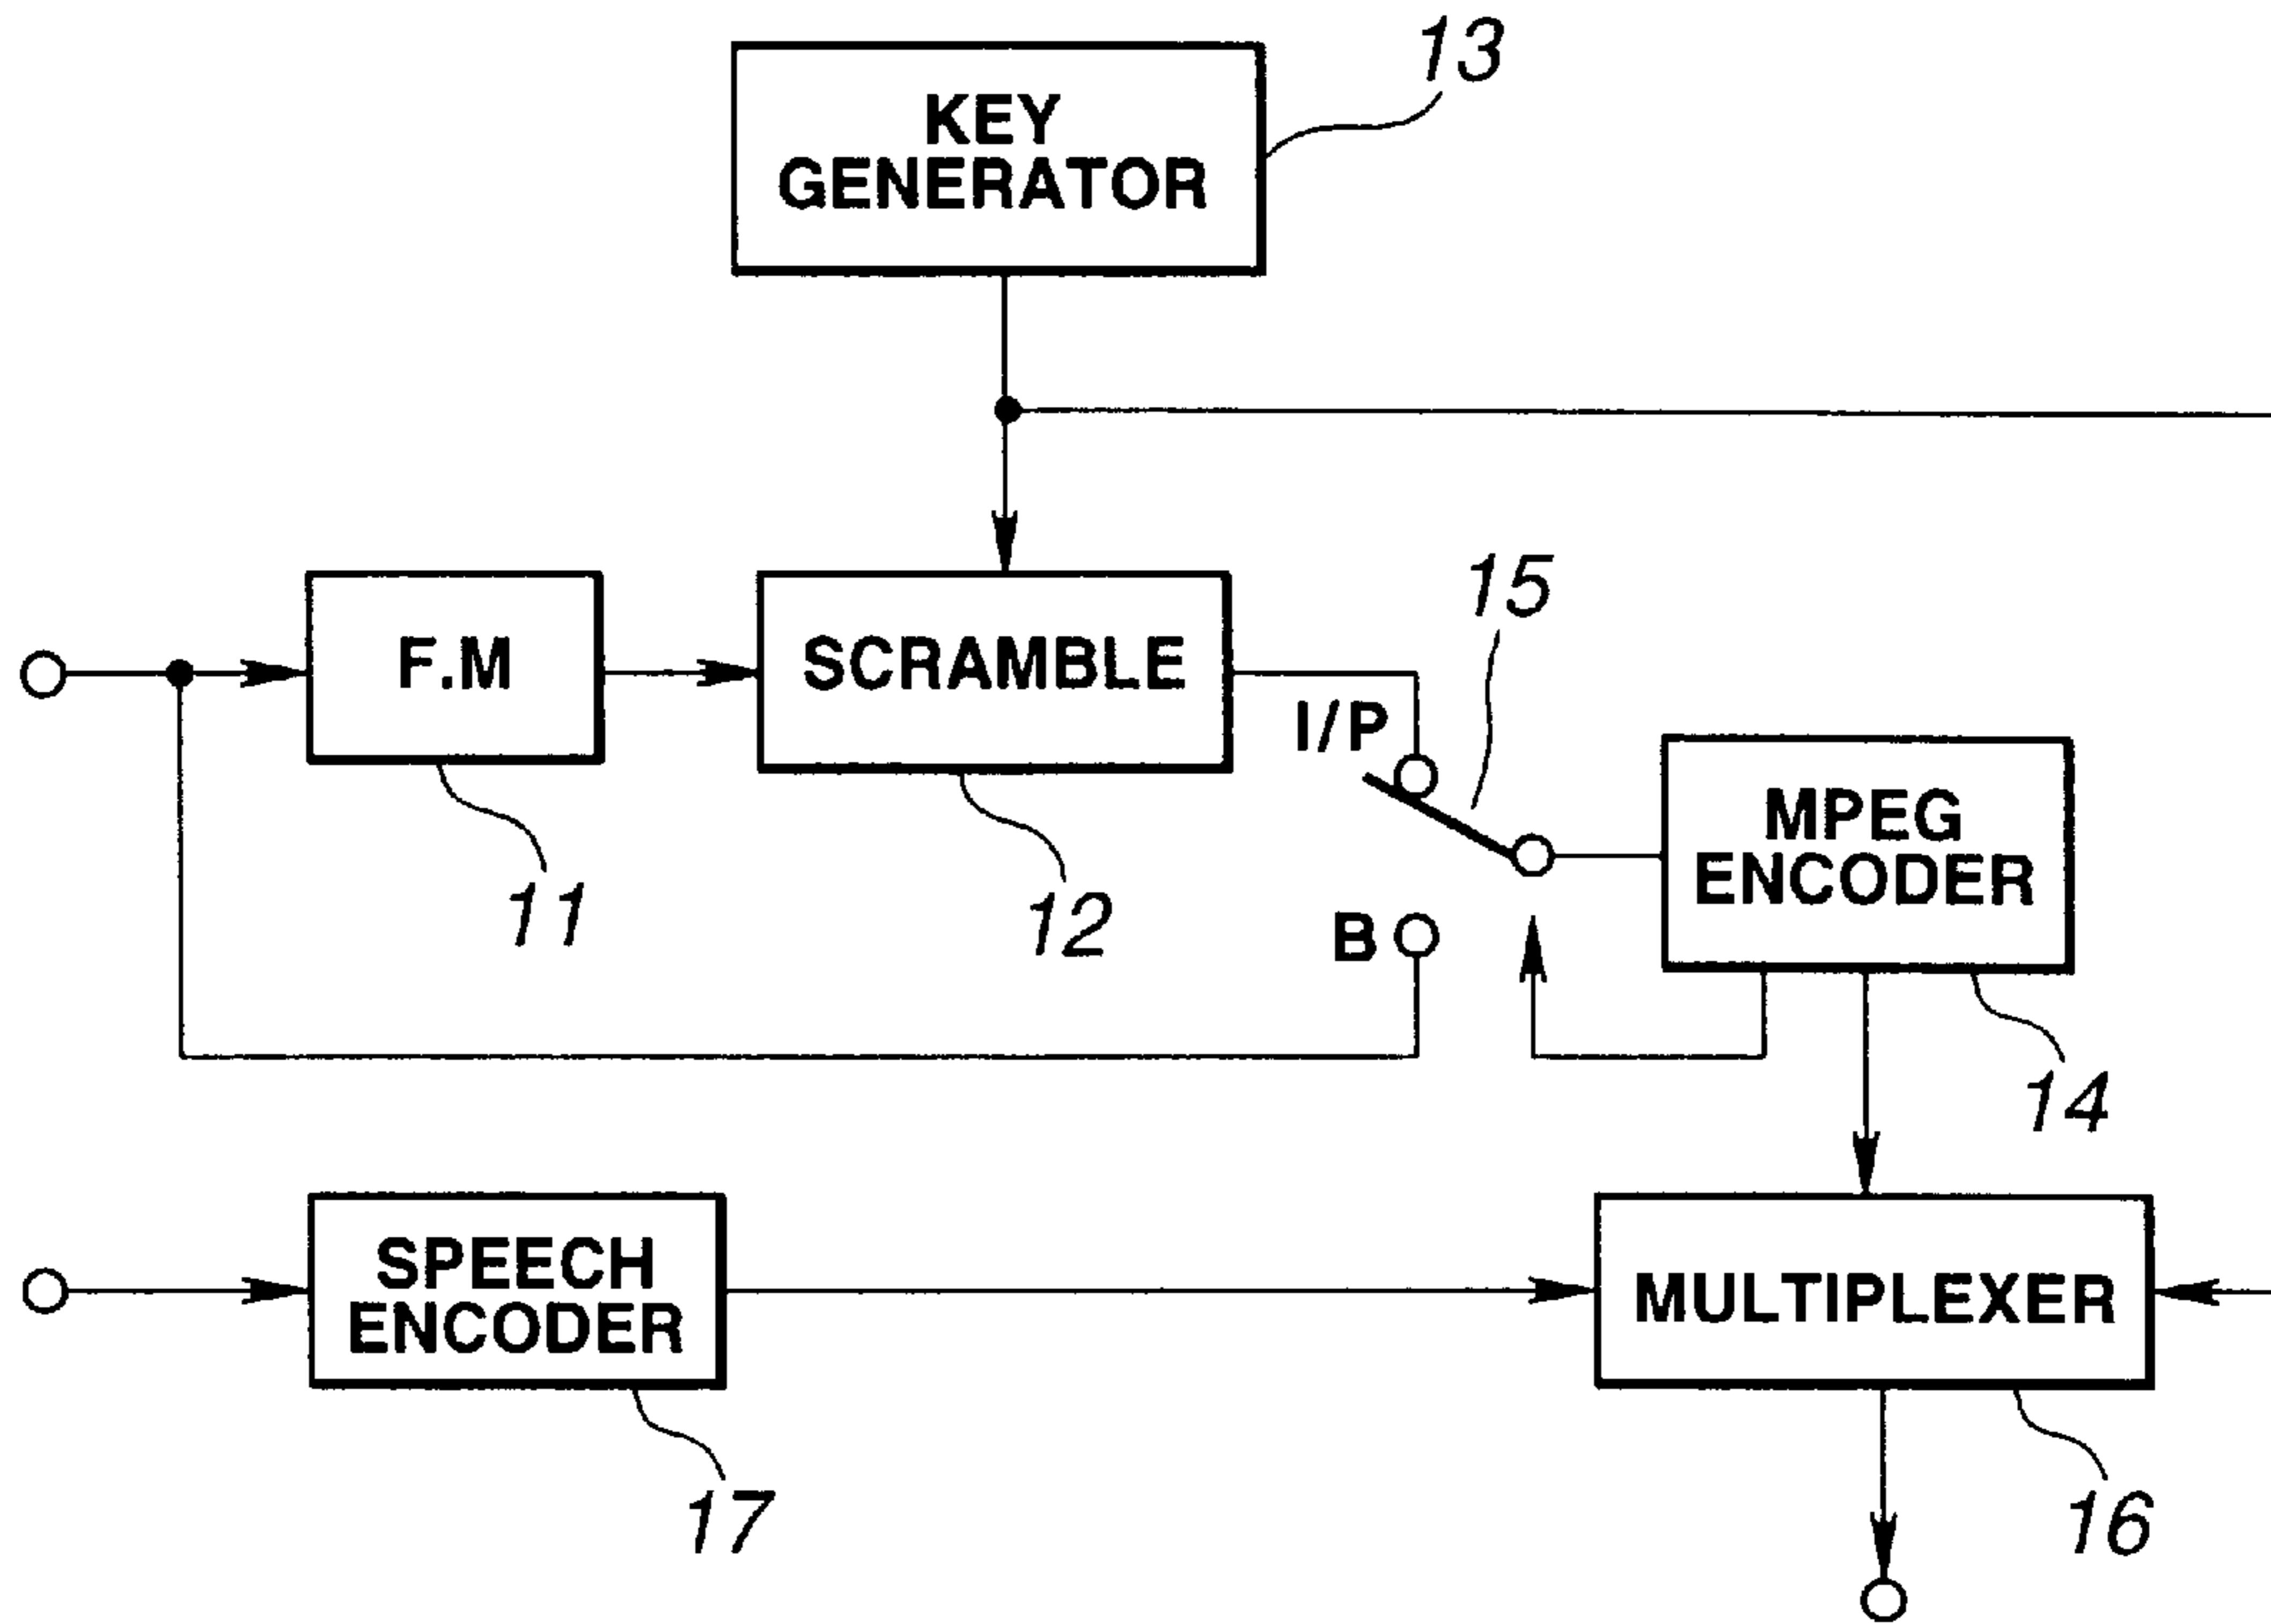 13
KEY
GENERATOR
15
F.M
SCRAMBLE
I/P
MPEG
ENCODER
11
12
B
14
SPEECH
ENCODER
MULTIPLEXER
17
16